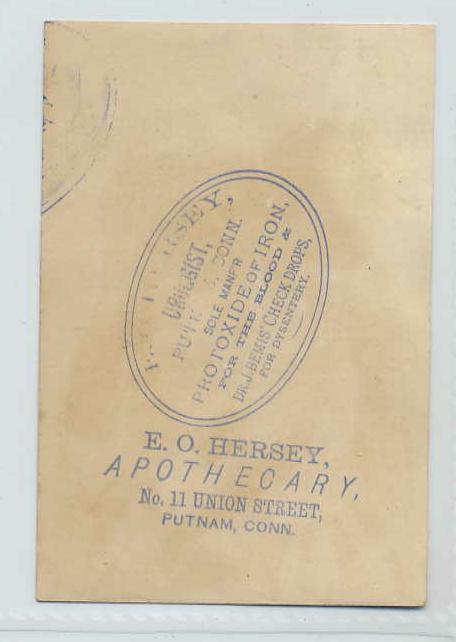 HERSEY,
DRUGGIST,
CONN.
SOLE MANFR
PROTOXIDE OF IRON,
FOR THE BLOOD &
DR. J. BEMIS' CHECK DROPS,
FOR DYSENTERY.
E. O. HERSEY,
APOTHECARY,
No. 11 UNION STREET,
PUTNAM, CONN.